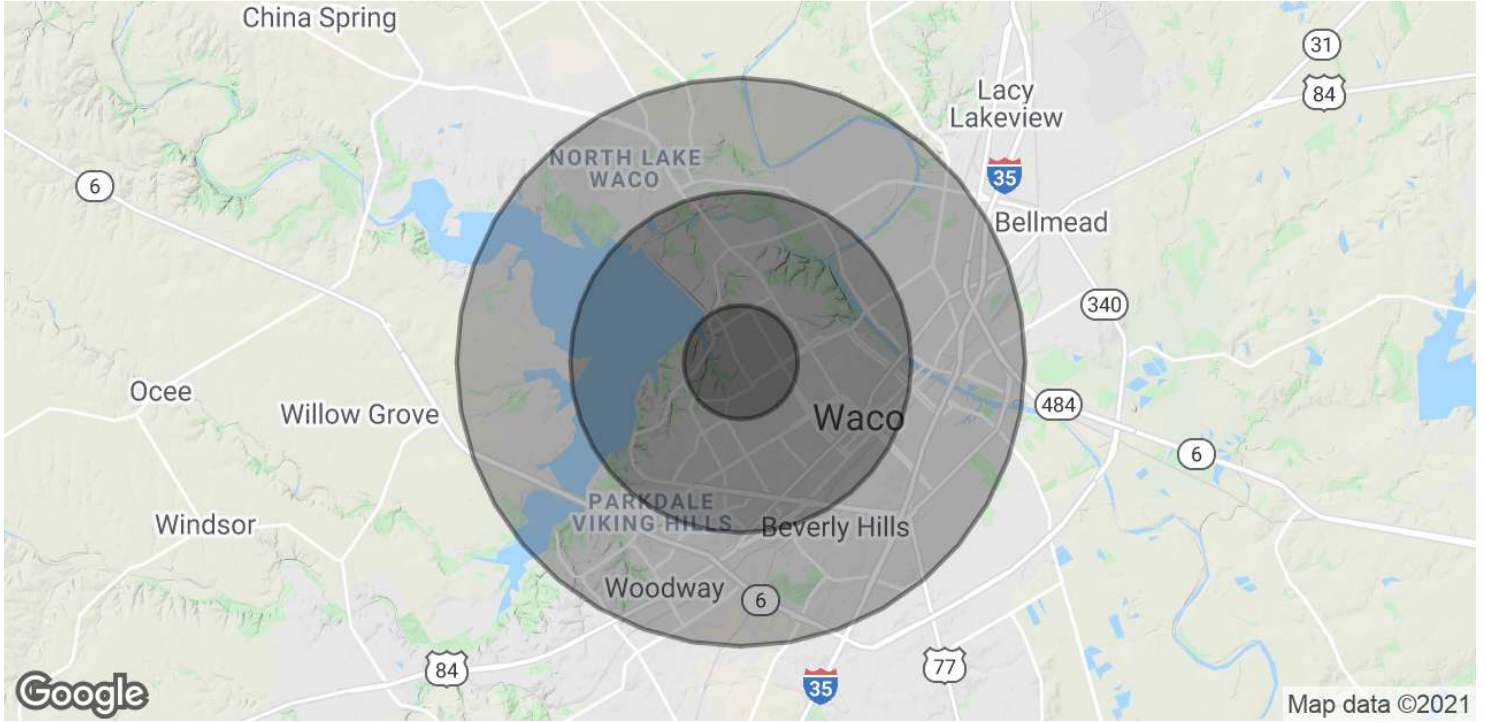 China Spring
31
84
Lacy
Lakeview
NORTH LAKE
WACO
35
6
Bellmead
340
Ocee
Willow Grove
Waco
484
6
PARKDALE
VIKING HILLS
Beverly Hills
Windsor
Woodway
6
84
77
35
Google
Map data ©2021